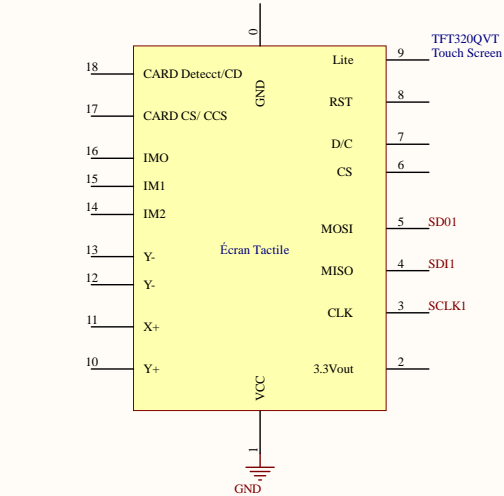 0
TFT320QVT
Touch Screen
GND
Lite 9
18 CARD Detecct/CD
RST 8
17 CARD CS/ CCS
D/C 7
16 IMO
CS 6
15 IM1
14 IM2
MOSI 5 SD01
Écran Tactile
13 Y-
MISO 4 SDI1
12 Y-
CLK 3 SCLK1
11 X+
10 Y+
3.3Vout 2
VCC
1
GND